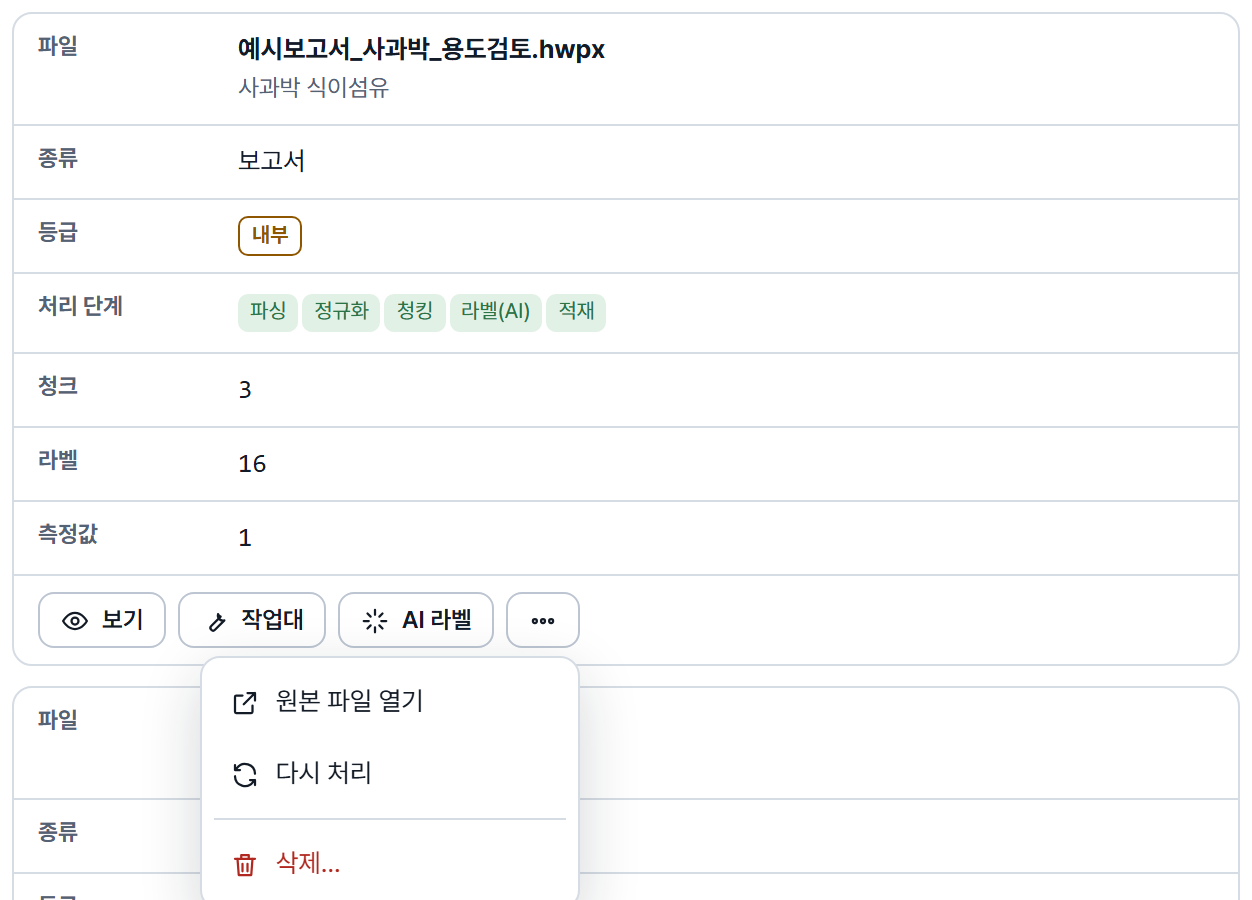 파일
예시보고서_사과박_용도검토.hwpx
사과박 식이섬유
종류
보고서
등급
내부
처리 단계
파싱 정규화 청킹 라벨(AI) 적재
청크
3
라벨
16
측정값
1
보기 작업대 AI 라벨
원본 파일 열기
파일
다시 처리
종류
삭제...